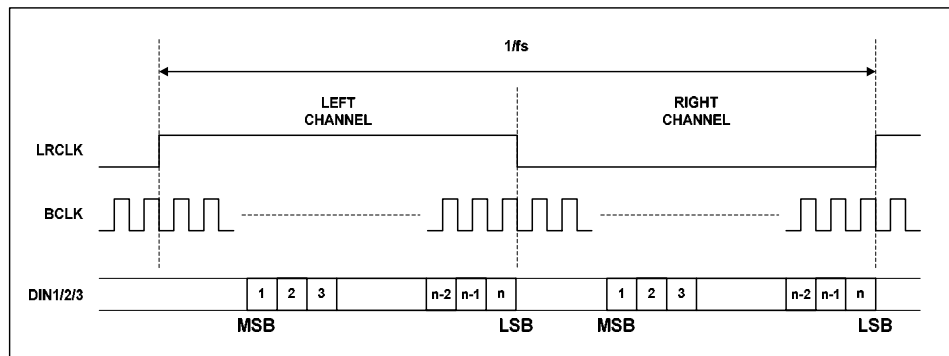 1/fs
LEFT
CHANNEL
RIGHT
CHANNEL
LRCLK
BCLK
DIN1/2/3
1 2 3 n-2 n-1 n 1 2 3 n-2 n-1 n
MSB LSB MSB LSB